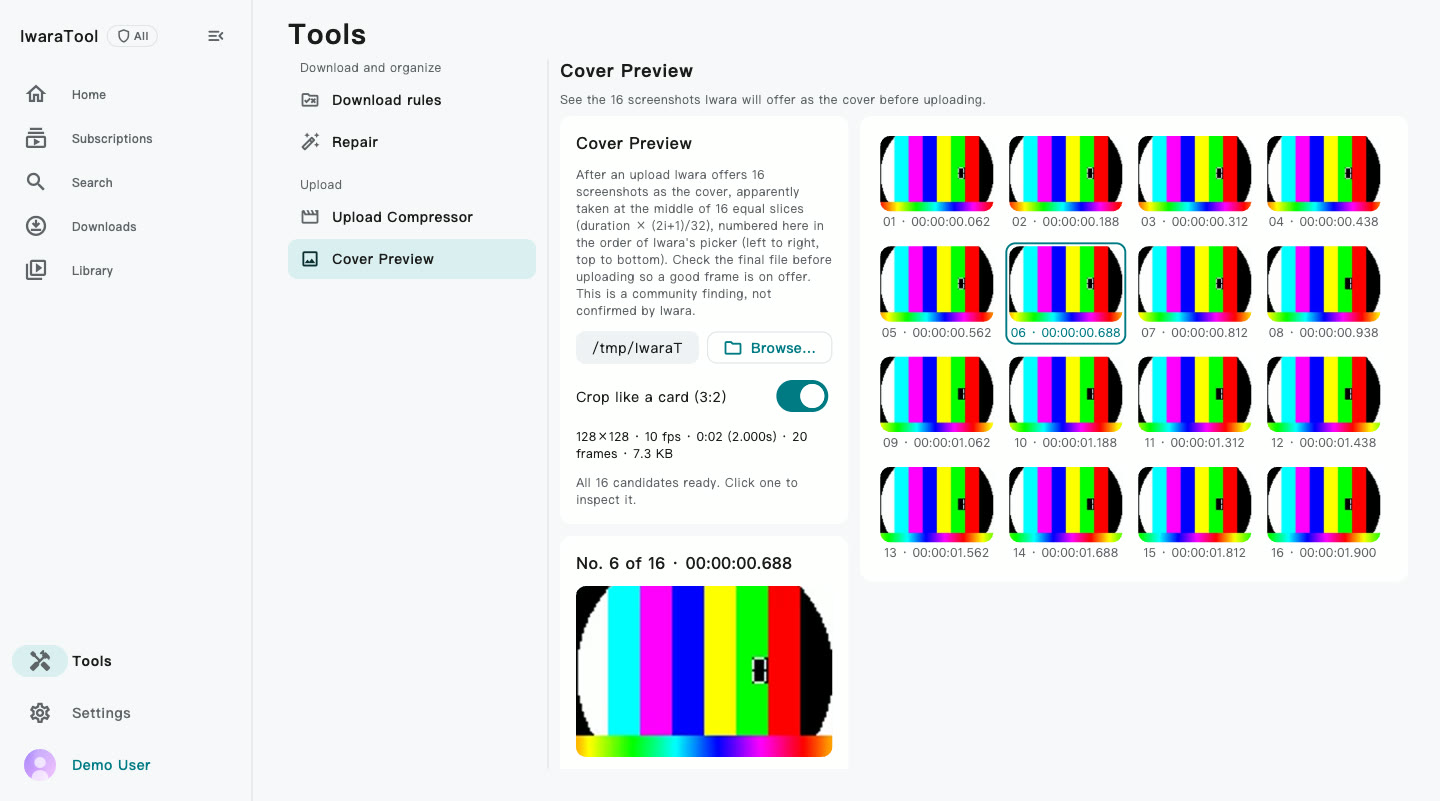 IwaraTool
All
Home
Subscriptions
Search
Downloads
Library
Tools
Settings
Demo User
Tools
Download and organize
Download rules
Repair
Upload
Upload Compressor
Cover Preview
Cover Preview
See the 16 screenshots Iwara will offer as the cover before uploading.
Cover Preview
After an upload Iwara offers 16
screenshots as the cover, apparently
taken at the middle of 16 equal slices
(duration × (2i+1)/32), numbered here in
the order of Iwara's picker (left to right,
top to bottom). Check the final file before
uploading so a good frame is on offer.
This is a community finding, not
confirmed by Iwara.
/tmp/IwaraT
Browse...
Crop like a card (3:2)
128×128 · 10 fps · 0:02 (2.000s) · 20
frames · 7.3 KB
All 16 candidates ready. Click one to
inspect it.
No. 6 of 16 · 00:00:00.688
01 · 00:00:00.062
02 · 00:00:00.188
03 · 00:00:00.312
04 · 00:00:00.438
05 · 00:00:00.562
06 · 00:00:00.688
07 · 00:00:00.812
08 · 00:00:00.938
09 · 00:00:01.062
10 · 00:00:01.188
11 · 00:00:01.312
12 · 00:00:01.438
13 · 00:00:01.562
14 · 00:00:01.688
15 · 00:00:01.812
16 · 00:00:01.900